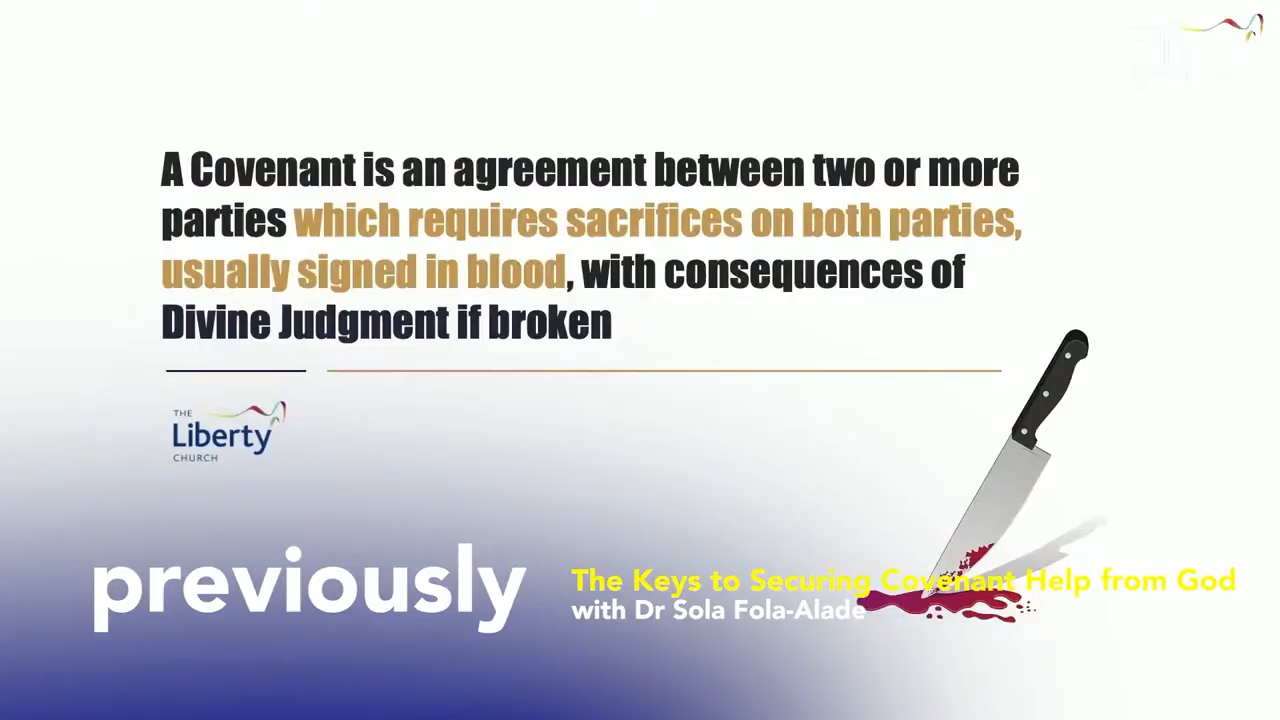 A Covenant is an agreement between two or more
parties which requires sacrifices on both parties,
usually signed in blood, with consequences of
Divine Judgment if broken
THE
Liberty
CHURCH
previously
The Keys to Securing Covenant Help from God
with Dr Sola Fola-Alade